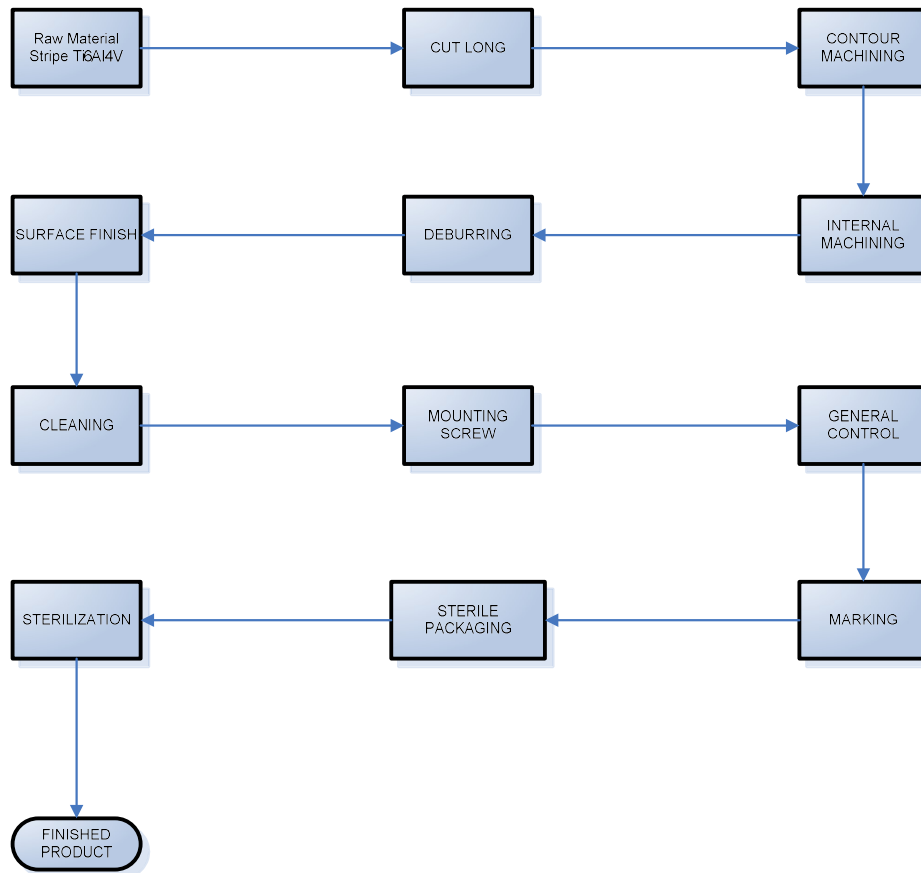 Raw Material
Stripe Ti6Al4V
CUT LONG
CONTOUR
MACHINING
INTERNAL
MACHINING
DEBURRING
SURFACE FINISH
CLEANING
MOUNTING
SCREW
GENERAL
CONTROL
MARKING
STERILE
PACKAGING
STERILIZATION
FINISHED
PRODUCT